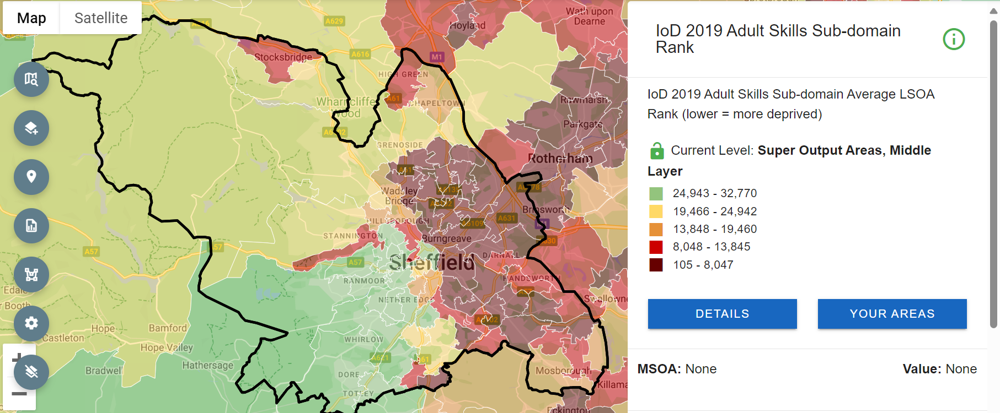 Map
Satellite
A616
A629
A616
M1
Hoyland
Wath upon
Dearne
Stocksbridge
HIGH GREEN
A61
CHAPELTOWN
Wharncliffe
Wood
A6102
GRENOSIDE
Rawmarsh
Parkgate
Rotherham
A61
A6135
A6102
A6178
Wadsley
Bridge
Brinsworth
A631
A6109
M1
HILLSBOROUGH
STANNINGTON
Burngreave
A630
A57
A57
A57
Sheffield
DARNALL
RANMOOR
HANDSWORTH
A57
NETHER EDGE
Swallowne
Edale
r Booth
A6102
Hope
Castleton
Bamford
Hope Valley
WHIRLOW
A621
A61
Bradwell
Hathersage
DORE
Mosborough
Killama
TOTLEY
Eckington
IoD 2019 Adult Skills Sub-domain
Rank
IoD 2019 Adult Skills Sub-domain Average LSOA
Rank (lower = more deprived)
Current Level: Super Output Areas, Middle
Layer
24,943 - 32,770
19,466 - 24,942
13,848 - 19,460
8,048 - 13,845
105 - 8,047
DETAILS
YOUR AREAS
MSOA: None
Value: None